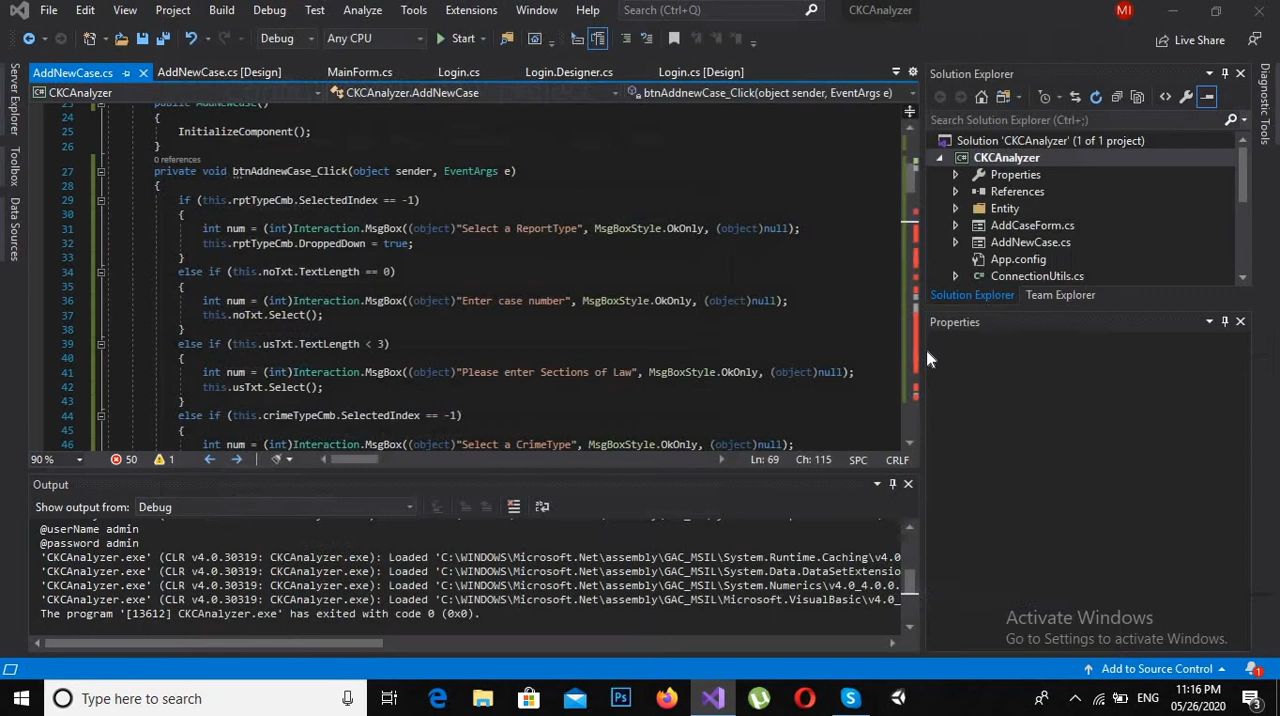 File Edit View Project Build Debug Test Analyze Tools Extensions Window Help Search (Ctrl+;) CKCAnalyzer MI
Debug Any CPU Start Live Share
AddNewCase.cs AddNewCase.cs [Design] MainForm.cs Login.cs Login.Designer.cs Login.cs [Design]
CKCAnalyzer CKCAnalyzer.AddNewCase btnAddnewCase_Click(object sender, EventArgs e)
Server Explorer
Toolbox
Data Sources
public AddNewCase()
24 {
25 InitializeComponent();
26 }
0 references
27 private void btnAddnewCase_Click(object sender, EventArgs e)
28 {
29 if (this.rptTypeCmb.SelectedIndex == -1)
30 {
31 int num = (int)Interaction.MsgBox((object)"Select a ReportType", MsgBoxStyle.OkOnly, (object)null);
32 this.rptTypeCmb.DroppedDown = true;
33 }
34 else if (this.noTxt.TextLength == 0)
35 {
36 int num = (int)Interaction.MsgBox((object)"Enter case number", MsgBoxStyle.OkOnly, (object)null);
37 this.noTxt.Select();
38 }
39 else if (this.usTxt.TextLength < 3)
40 {
41 int num = (int)Interaction.MsgBox((object)"Please enter Sections of Law", MsgBoxStyle.OkOnly, (object)null);
42 this.usTxt.Select();
43 }
44 else if (this.crimeTypeCmb.SelectedIndex == -1)
45 {
46 int num = (int)Interaction.MsgBox((object)"Select a CrimeType", MsgBoxStyle.OkOnly, (object)null);
90 % 50 1 Ln: 69 Ch: 115 SPC CRLF
Output
Show output from: Debug
@userName admin
@password admin
'CKCAnalyzer.exe' (CLR v4.0.30319: CKCAnalyzer.exe): Loaded 'C:\WINDOWS\Microsoft.Net\assembly\GAC_MSIL\System.Runtime.Caching\v4.0
'CKCAnalyzer.exe' (CLR v4.0.30319: CKCAnalyzer.exe): Loaded 'C:\WINDOWS\Microsoft.Net\assembly\GAC_MSIL\System.Data.DataSetExtension
'CKCAnalyzer.exe' (CLR v4.0.30319: CKCAnalyzer.exe): Loaded 'C:\WINDOWS\Microsoft.Net\assembly\GAC_MSIL\System.Numerics\v4.0_4.0.0
'CKCAnalyzer.exe' (CLR v4.0.30319: CKCAnalyzer.exe): Loaded 'C:\WINDOWS\Microsoft.Net\assembly\GAC_MSIL\Microsoft.VisualBasic\v4.0_
The program '[13612] CKCAnalyzer.exe' has exited with code 0 (0x0).
Solution Explorer
Search Solution Explorer (Ctrl+;)
Solution 'CKCAnalyzer' (1 of 1 project)
CKCAnalyzer
Properties
References
Entity
AddCaseForm.cs
AddNewCase.cs
App.config
ConnectionUtils.cs
Solution Explorer Team Explorer
Properties
Diagnostic Tools
Activate Windows
Go to Settings to activate Windows.
Add to Source Control 1
Type here to search
ENG
11:16 PM
05/26/2020
3